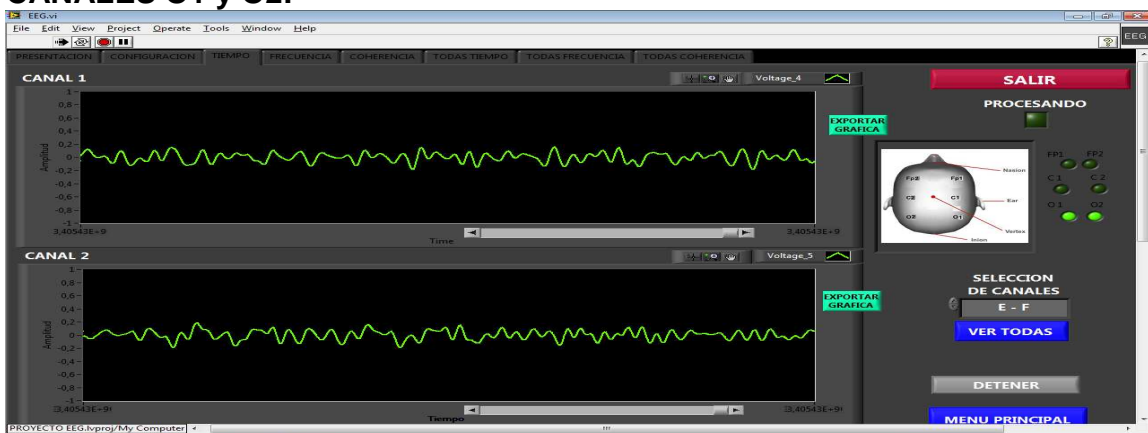 CANALES O1 y O2:
EEG.vi
File Edit View Project Operate Tools Window Help
EEG
PRESENTACION CONFIGURACION TIEMPO FRECUENCIA COHERENCIA TODAS TIEMPO TODAS FRECUENCIA TODAS COHERENCIA
CANAL 1
Voltage_4
EXPORTAR
GRAFICA
Amplitud
1
0,8
0,6
0,4
0,2
0
-0,2
-0,4
-0,6
-0,8
-1
3,40543E+9
3,40543E+9
Time
CANAL 2
Voltage_5
EXPORTAR
GRAFICA
Amplitud
1
0,8
0,6
0,4
0,2
0
-0,2
-0,4
-0,6
-0,8
-1
3,40543E+9
3,40543E+9
Tiempo
SALIR
PROCESANDO
Nasion
Fp2 Fp1
C2 C1
Ear
O2 O1
Vertex
Inion
FP1 FP2
C1 C2
O1 O2
SELECCION
DE CANALES
E - F
VER TODAS
DETENER
MENU PRINCIPAL
PROYECTO EEG.lvproj/My Computer